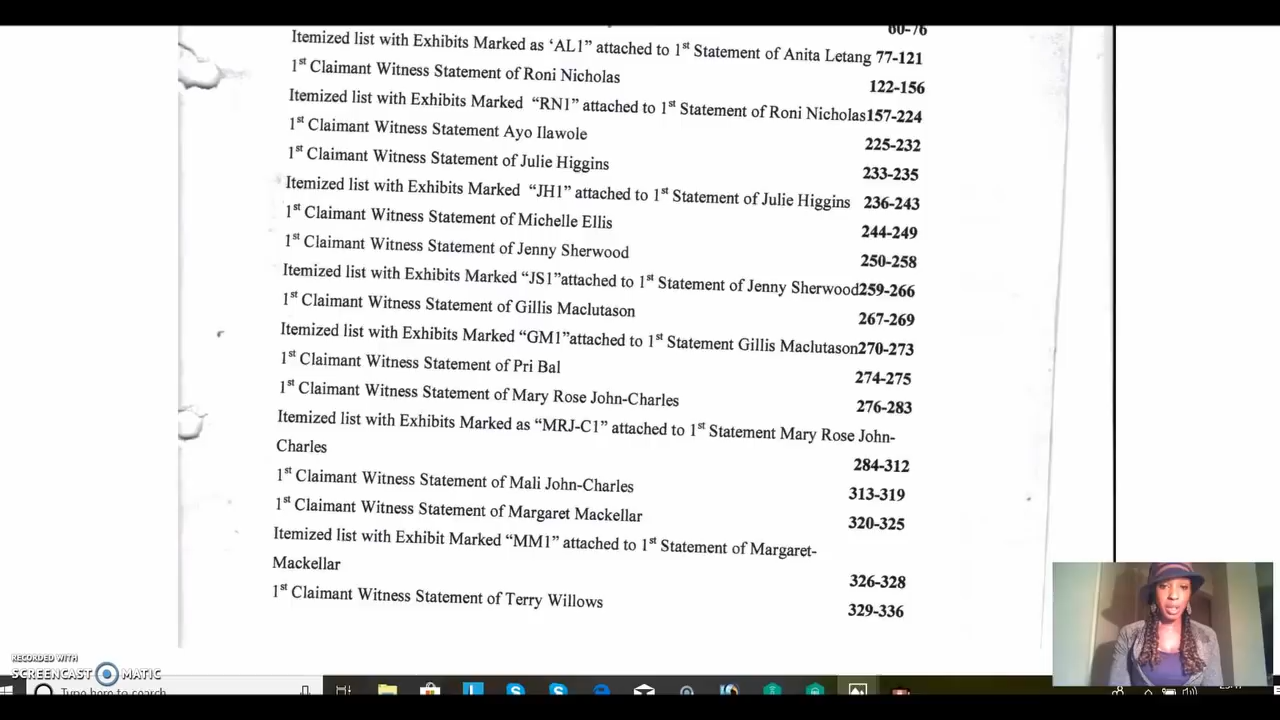 60-76
Itemized list with Exhibits Marked as ‘AL1” attached to 1st Statement of Anita Letang 77-121
1st Claimant Witness Statement of Roni Nicholas 122-156
Itemized list with Exhibits Marked “RN1” attached to 1st Statement of Roni Nicholas157-224
1st Claimant Witness Statement Ayo Ilawole 225-232
1st Claimant Witness Statement of Julie Higgins 233-235
Itemized list with Exhibits Marked “JH1” attached to 1st Statement of Julie Higgins 236-243
1st Claimant Witness Statement of Michelle Ellis 244-249
1st Claimant Witness Statement of Jenny Sherwood 250-258
Itemized list with Exhibits Marked “JS1”attached to 1st Statement of Jenny Sherwood259-266
1st Claimant Witness Statement of Gillis Maclutason 267-269
Itemized list with Exhibits Marked “GM1”attached to 1st Statement Gillis Maclutason270-273
1st Claimant Witness Statement of Pri Bal 274-275
1st Claimant Witness Statement of Mary Rose John-Charles 276-283
Itemized list with Exhibits Marked as “MRJ-C1” attached to 1st Statement Mary Rose John-
Charles 284-312
1st Claimant Witness Statement of Mali John-Charles 313-319
1st Claimant Witness Statement of Margaret Mackellar 320-325
Itemized list with Exhibit Marked “MM1” attached to 1st Statement of Margaret-
Mackellar 326-328
1st Claimant Witness Statement of Terry Willows 329-336
RECORDED WITH
SCREENCAST MATIC
Type here to search